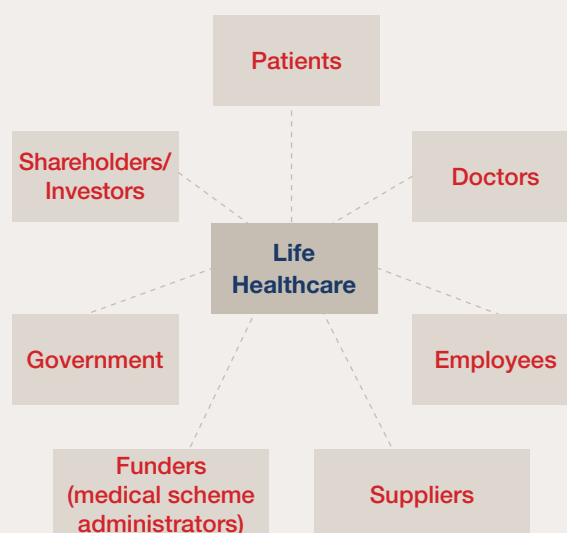 Patients
Shareholders/
Investors
Doctors
Life
Healthcare
Government
Employees
Funders
(medical scheme
administrators)
Suppliers